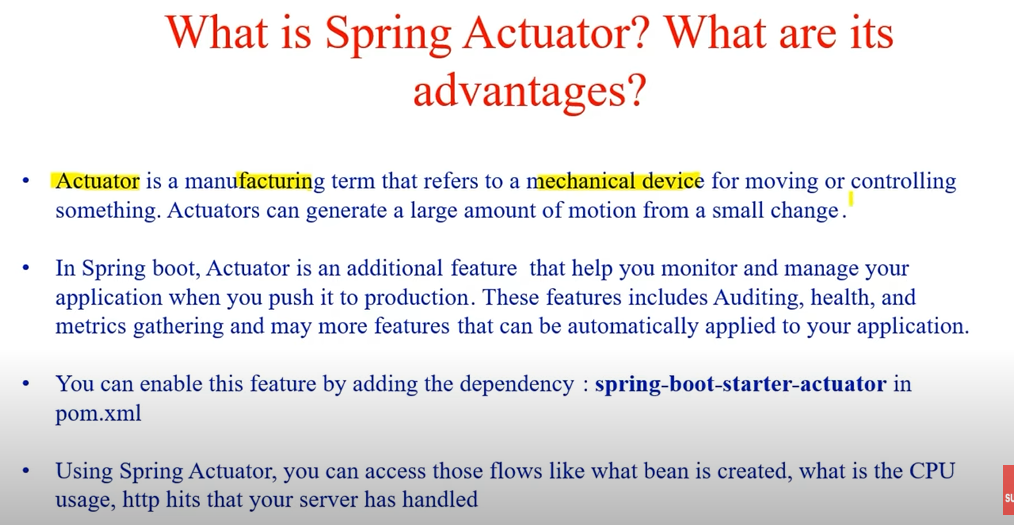 What is Spring Actuator? What are its
advantages?
• Actuator is a manufacturing term that refers to a mechanical device for moving or controlling
something. Actuators can generate a large amount of motion from a small change.
• In Spring boot, Actuator is an additional feature that help you monitor and manage your
application when you push it to production. These features includes Auditing, health, and
metrics gathering and may more features that can be automatically applied to your application.
• You can enable this feature by adding the dependency : spring-boot-starter-actuator in
pom.xml
• Using Spring Actuator, you can access those flows like what bean is created, what is the CPU
usage, http hits that your server has handled